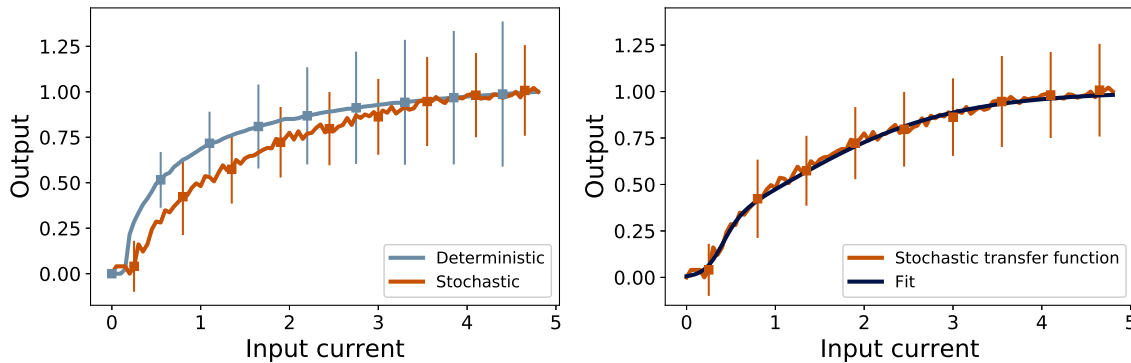 1.25
1.00
0.75
0.50
0.25
0.00
Output
0 1 2 3 4 5
Input current
Deterministic
Stochastic
1.25
1.00
0.75
0.50
0.25
0.00
Output
0 1 2 3 4 5
Input current
Stochastic transfer function
Fit